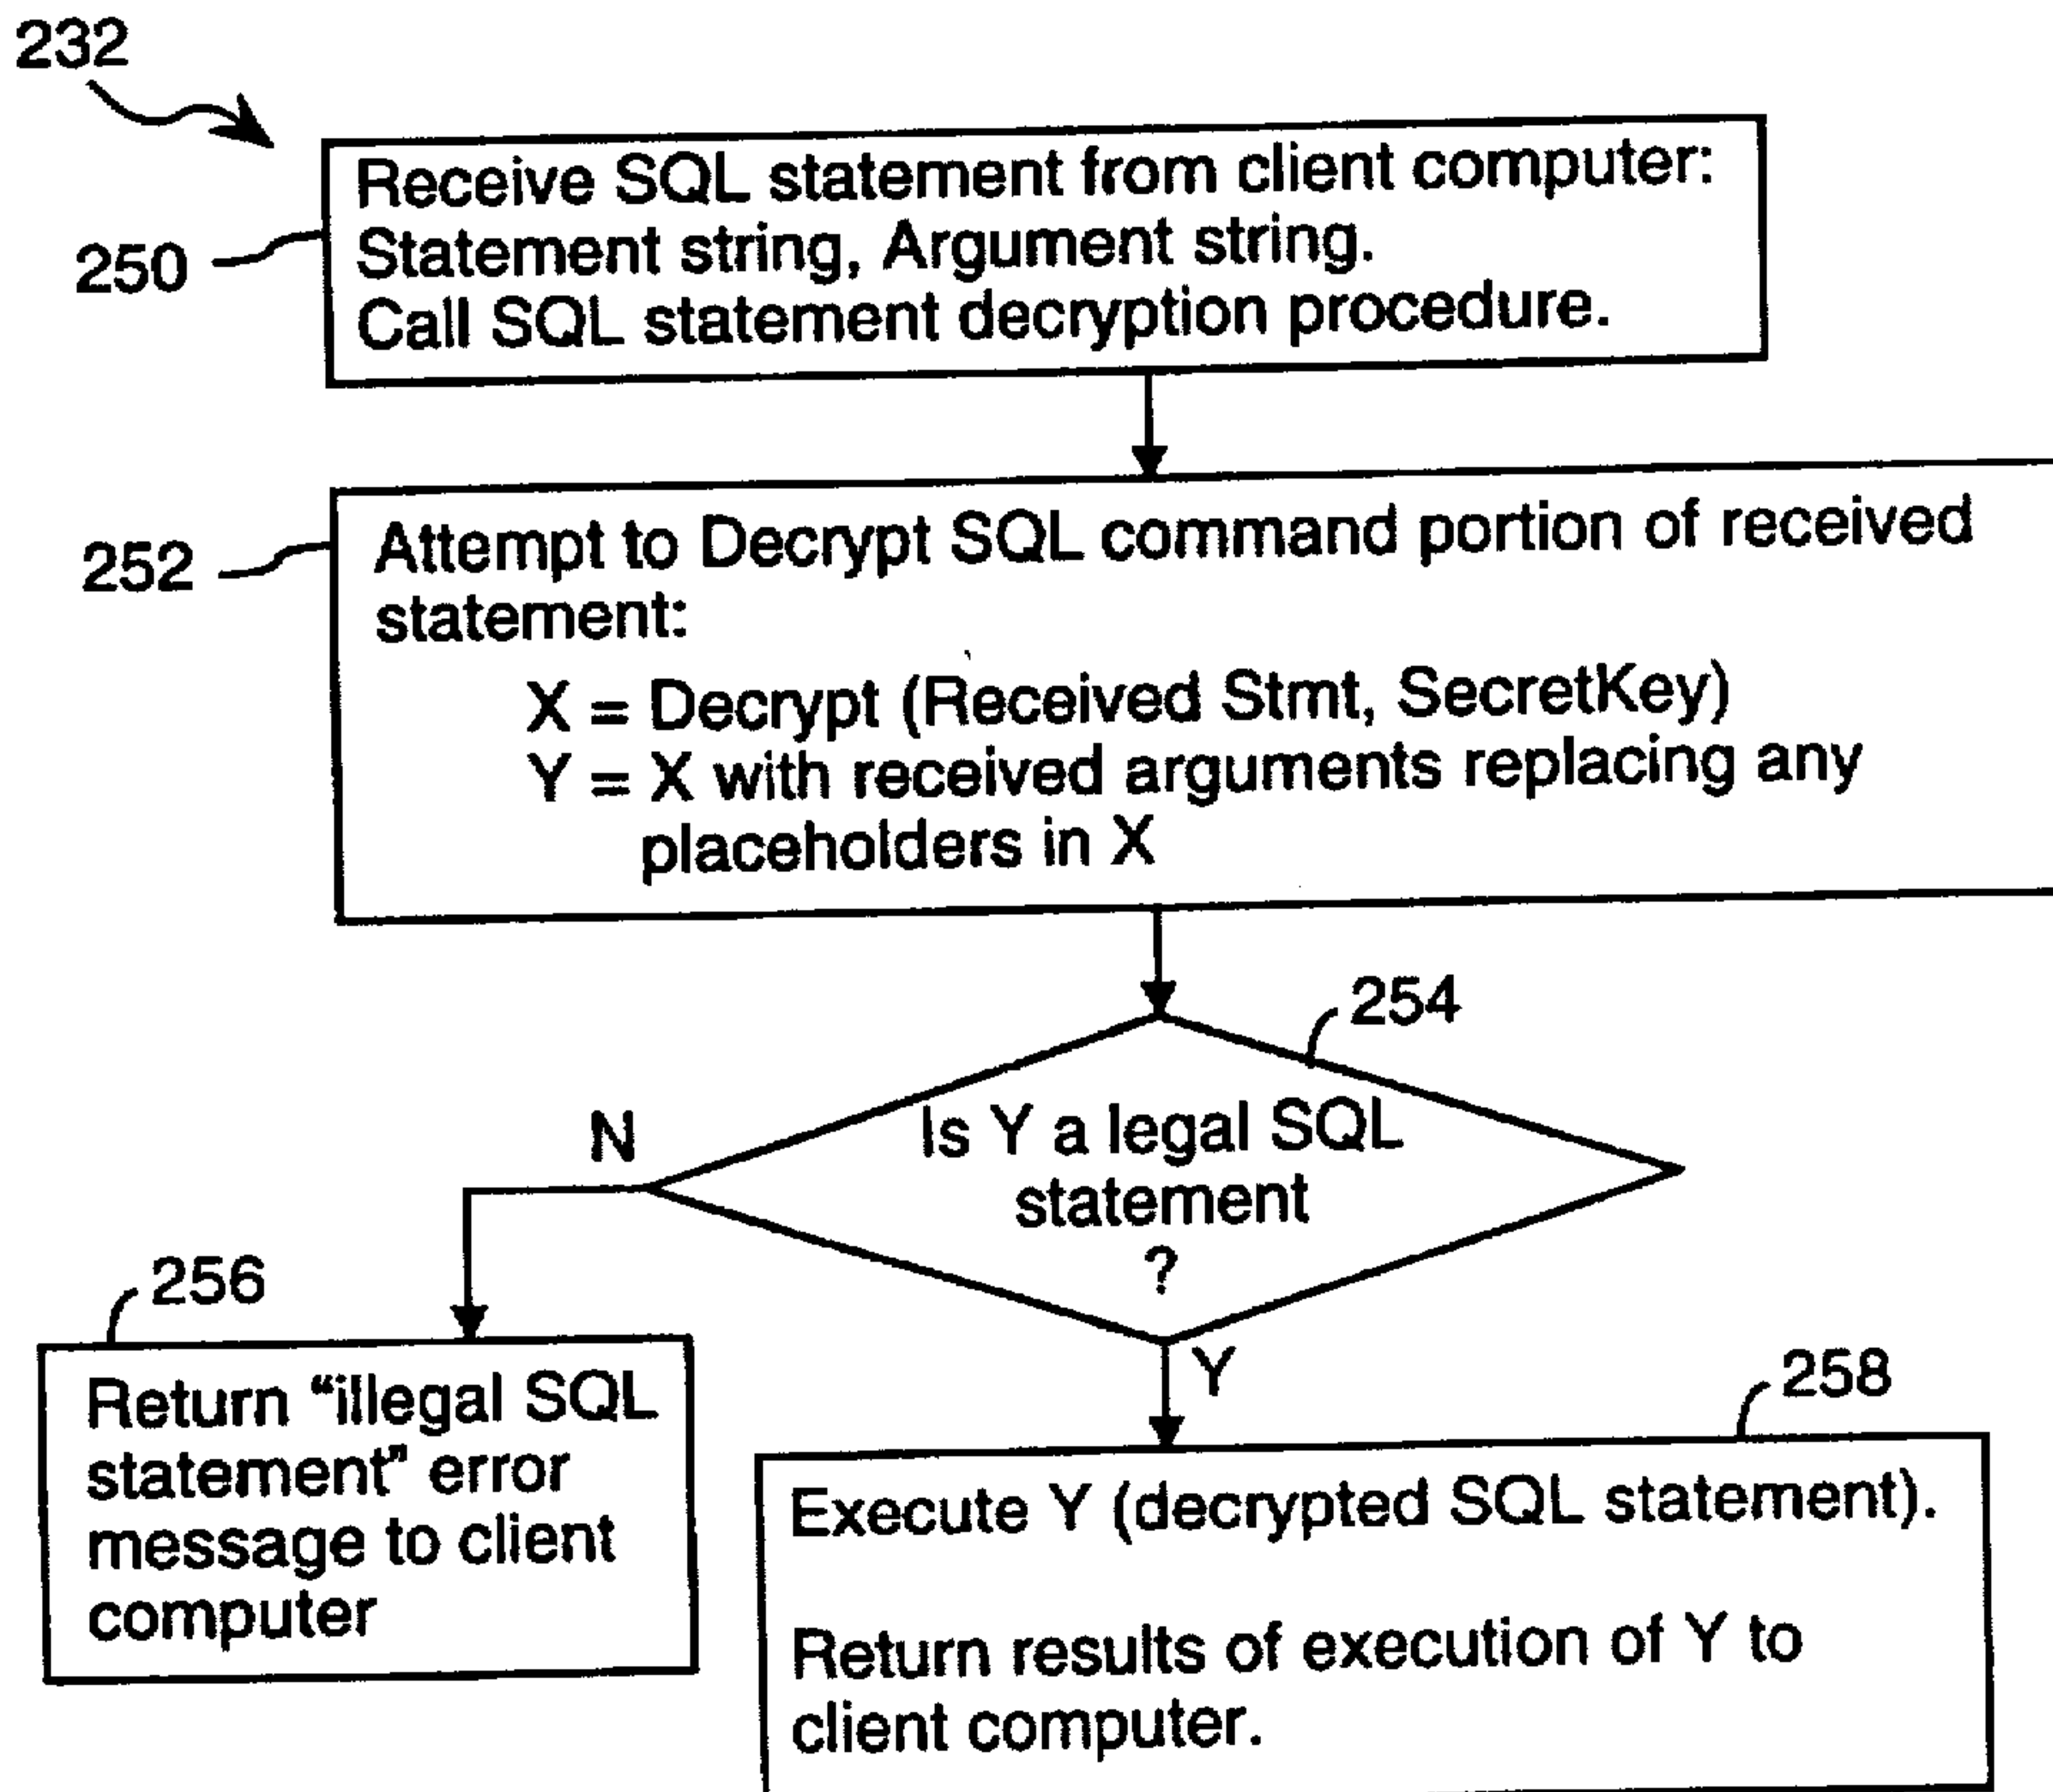 232
Receive SQL statement from client computer:
250
Statement string, Argument string.
Call SQL statement decryption procedure.
252
Attempt to Decrypt SQL command portion of received
statement:
X = Decrypt (Received Stmt, SecretKey)
Y = X with received arguments replacing any
placeholders in X
254
N
Is Y a legal SQL
statement
?
Y
256
Return “illegal SQL
statement” error
message to client
computer
258
Execute Y (decrypted SQL statement).
Return results of execution of Y to
client computer.